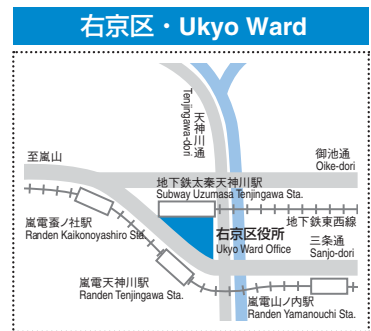 右京区・Ukyo Ward
天神川通
Tenjingawa-dori
至嵐山
御池通
Oike-dori
地下鉄太秦天神川駅
Subway Uzumasa Tenjingawa Sta.
地下鉄東西線
嵐電蚕ノ社駅
Randen Kaikonoyashiro Sta.
右京区役所
Ukyo Ward Office
三条通
Sanjo-dori
嵐電天神川駅
Randen Tenjingawa Sta.
嵐電山ノ内駅
Randen Yamanouchi Sta.